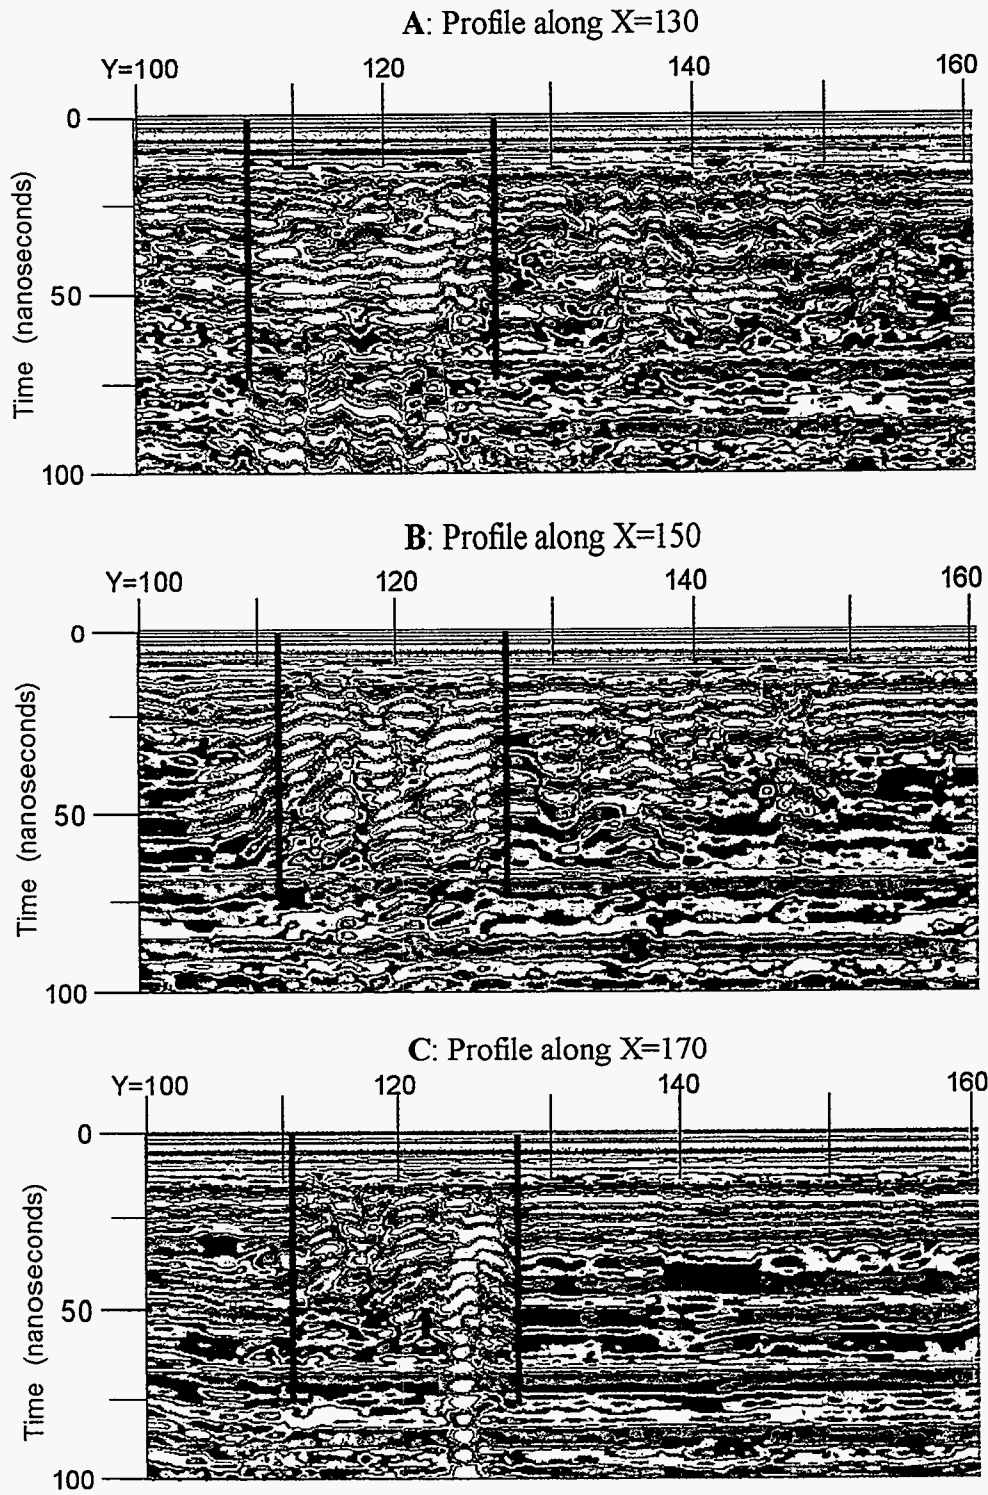 A: Profile along X=130
Y=100 120 140 160
0
50
100
Time (nanoseconds)
B: Profile along X=150
Y=100 120 140 160
0
50
100
Time (nanoseconds)
C: Profile along X=170
Y=100 120 140 160
0
50
100
Time (nanoseconds)